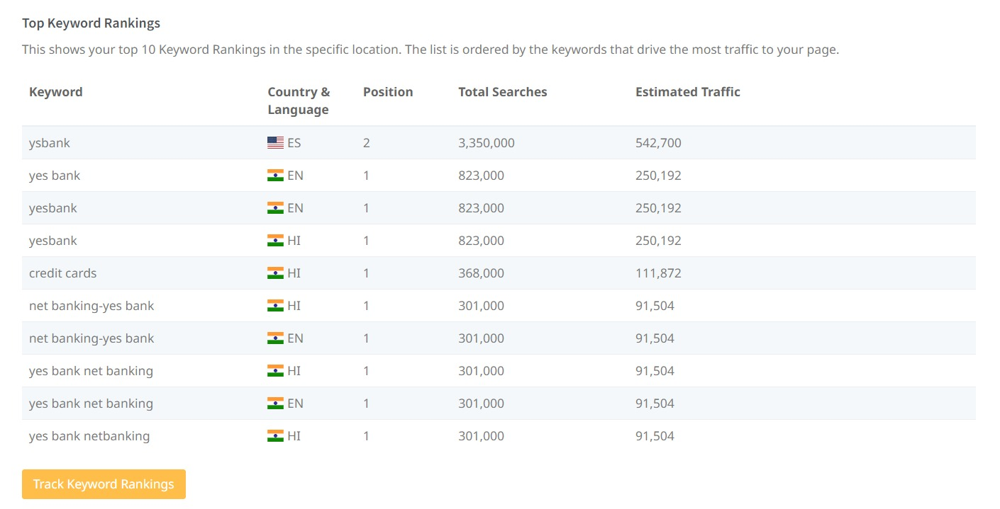 Top Keyword Rankings
This shows your top 10 Keyword Rankings in the specific location. The list is ordered by the keywords that drive the most traffic to your page.
Keyword Country & Language Position Total Searches Estimated Traffic
ysbank ES 2 3,350,000 542,700
yes bank EN 1 823,000 250,192
yesbank EN 1 823,000 250,192
yesbank HI 1 823,000 250,192
credit cards HI 1 368,000 111,872
net banking-yes bank HI 1 301,000 91,504
net banking-yes bank EN 1 301,000 91,504
yes bank net banking HI 1 301,000 91,504
yes bank net banking EN 1 301,000 91,504
yes bank netbanking HI 1 301,000 91,504
Track Keyword Rankings